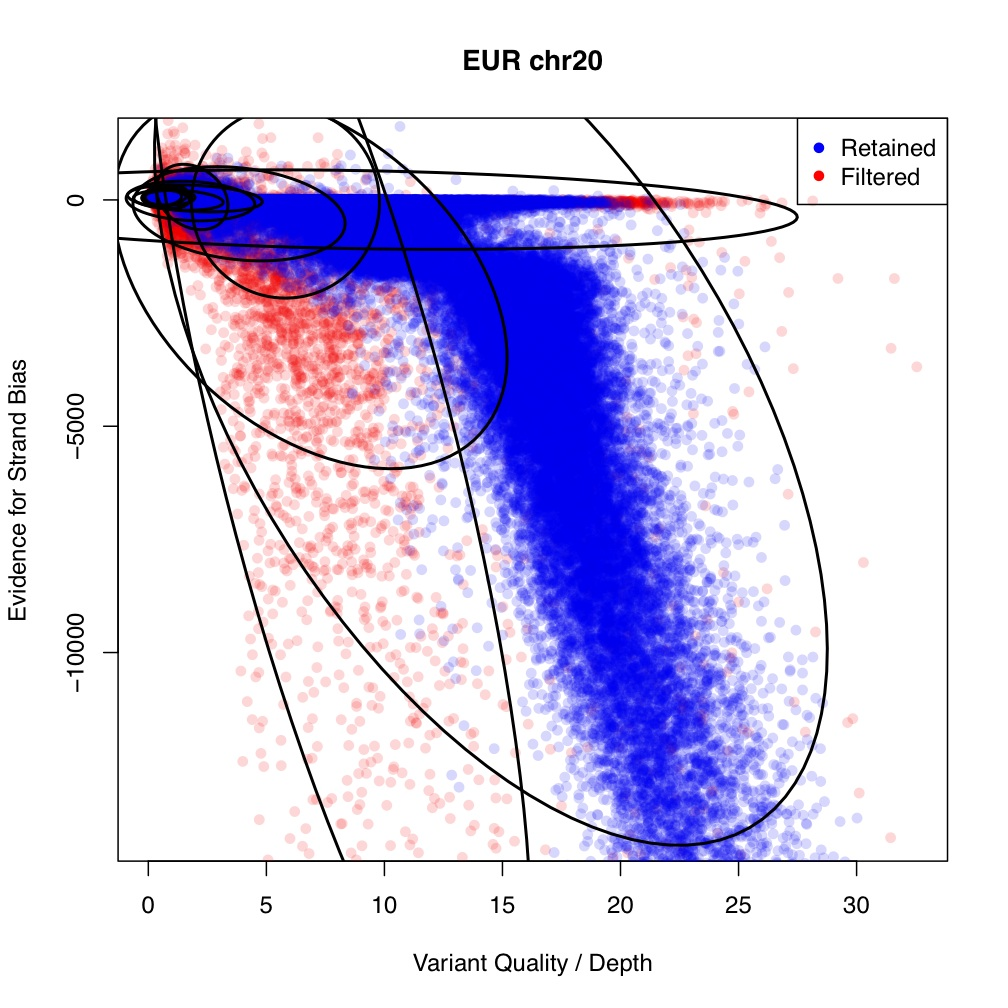 EUR chr20
Retained
Filtered
0
−5000
−10000
Evidence for Strand Bias
0 5 10 15 20 25 30
Variant Quality / Depth